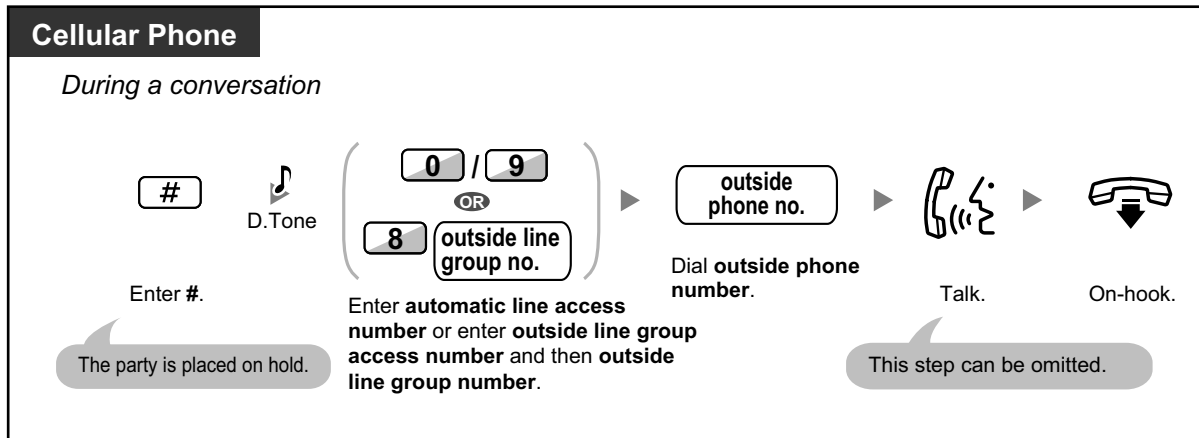 Cellular Phone
During a conversation
#
D.Tone
0 / 9
OR
8 outside line
group no.
outside
phone no.
Enter #.
The party is placed on hold.
Enter automatic line access
number or enter outside line group
access number and then outside
line group number.
Dial outside phone
number.
Talk.
This step can be omitted.
On-hook.